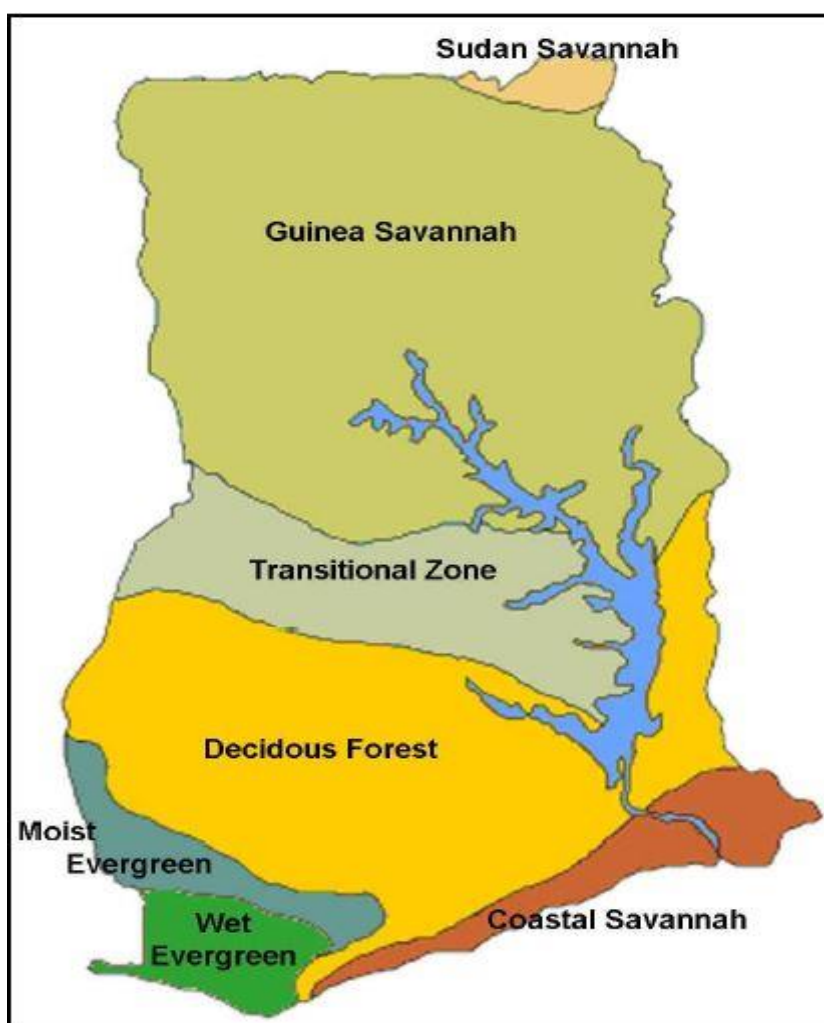 Sudan Savannah
Guinea Savannah
Transitional Zone
Decidous Forest
Moist
Evergreen
Wet
Evergreen
Coastal Savannah